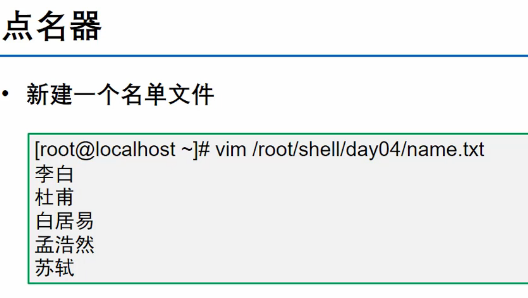 点名器
• 新建一个名单文件
[root@localhost ~]# vim /root/shell/day04/name.txt
李白
杜甫
白居易
孟浩然
苏轼